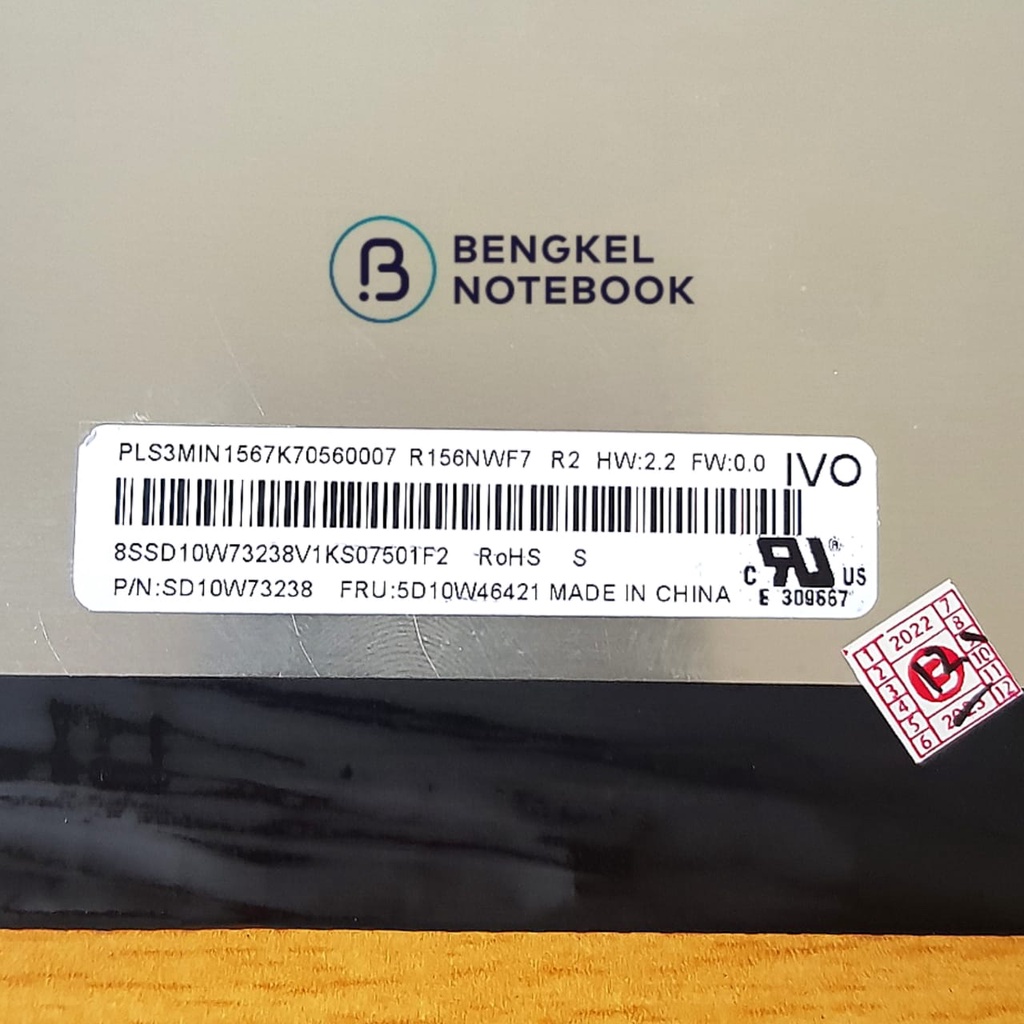 BENGKEL
NOTEBOOK
PLS3MIN1567K70560007 R156NWF7 R2 HW:2.2 FW:0.0 IVO
8SSD10W73238V1KS07501F2 RoHS S
P/N:SD10W73238 FRU:5D10W46421 MADE IN CHINA
C RU ® US
E 309667
2022
1 2 3 4 5 6
7 8 10 11 12